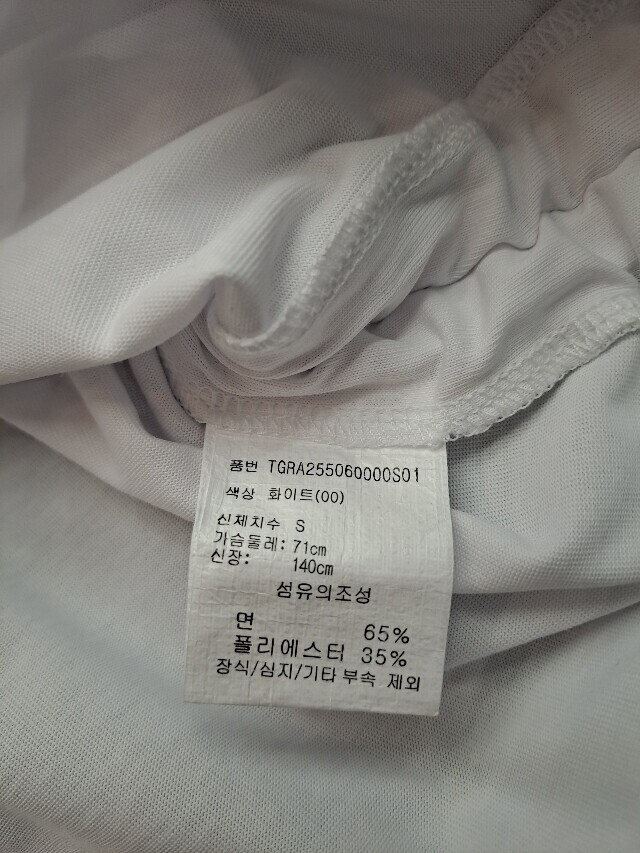 품번 TGRA255060000S01
색상 화이트(00)
신체치수 S
가슴둘레: 71cm
신장: 140cm
섬유의조성
면 65%
폴리에스터 35%
장식/심지/기타 부속 제외